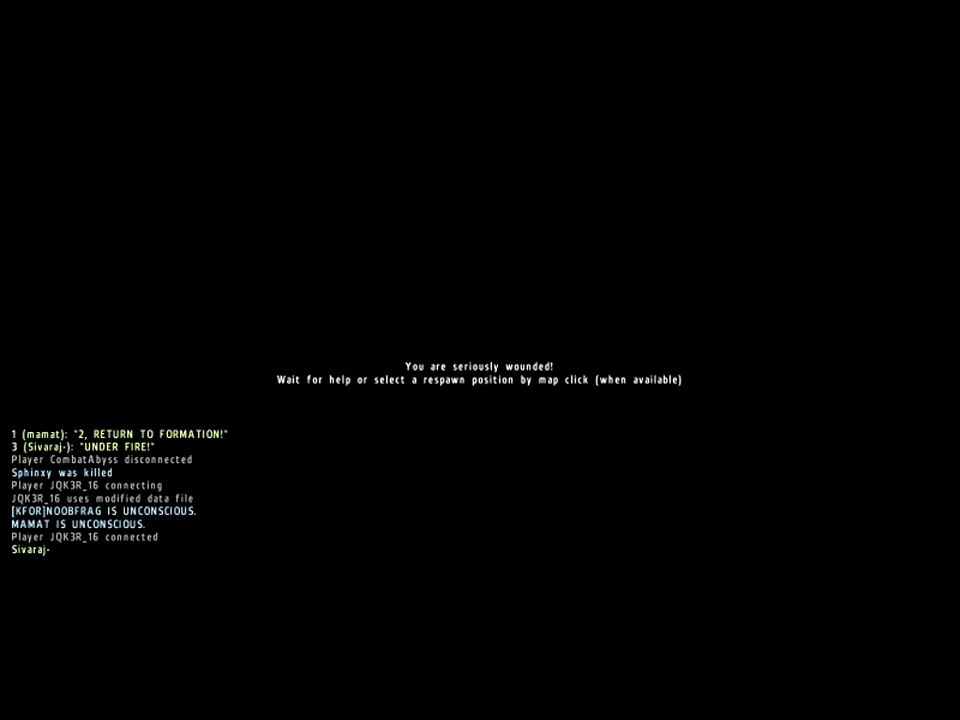 You are seriously wounded!
Wait for help or select a respawn position by map click (when available)
1 (mamat): "2, RETURN TO FORMATION!"
3 (Sivaraj-): "UNDER FIRE!"
Player CombatAbyss disconnected
Sphinxy was killed
Player JQK3R_16 connecting
JQK3R_16 uses modified data file
[KFOR]NOOBFRAG IS UNCONSCIOUS.
MAMAT IS UNCONSCIOUS.
Player JQK3R_16 connected
Sivaraj-